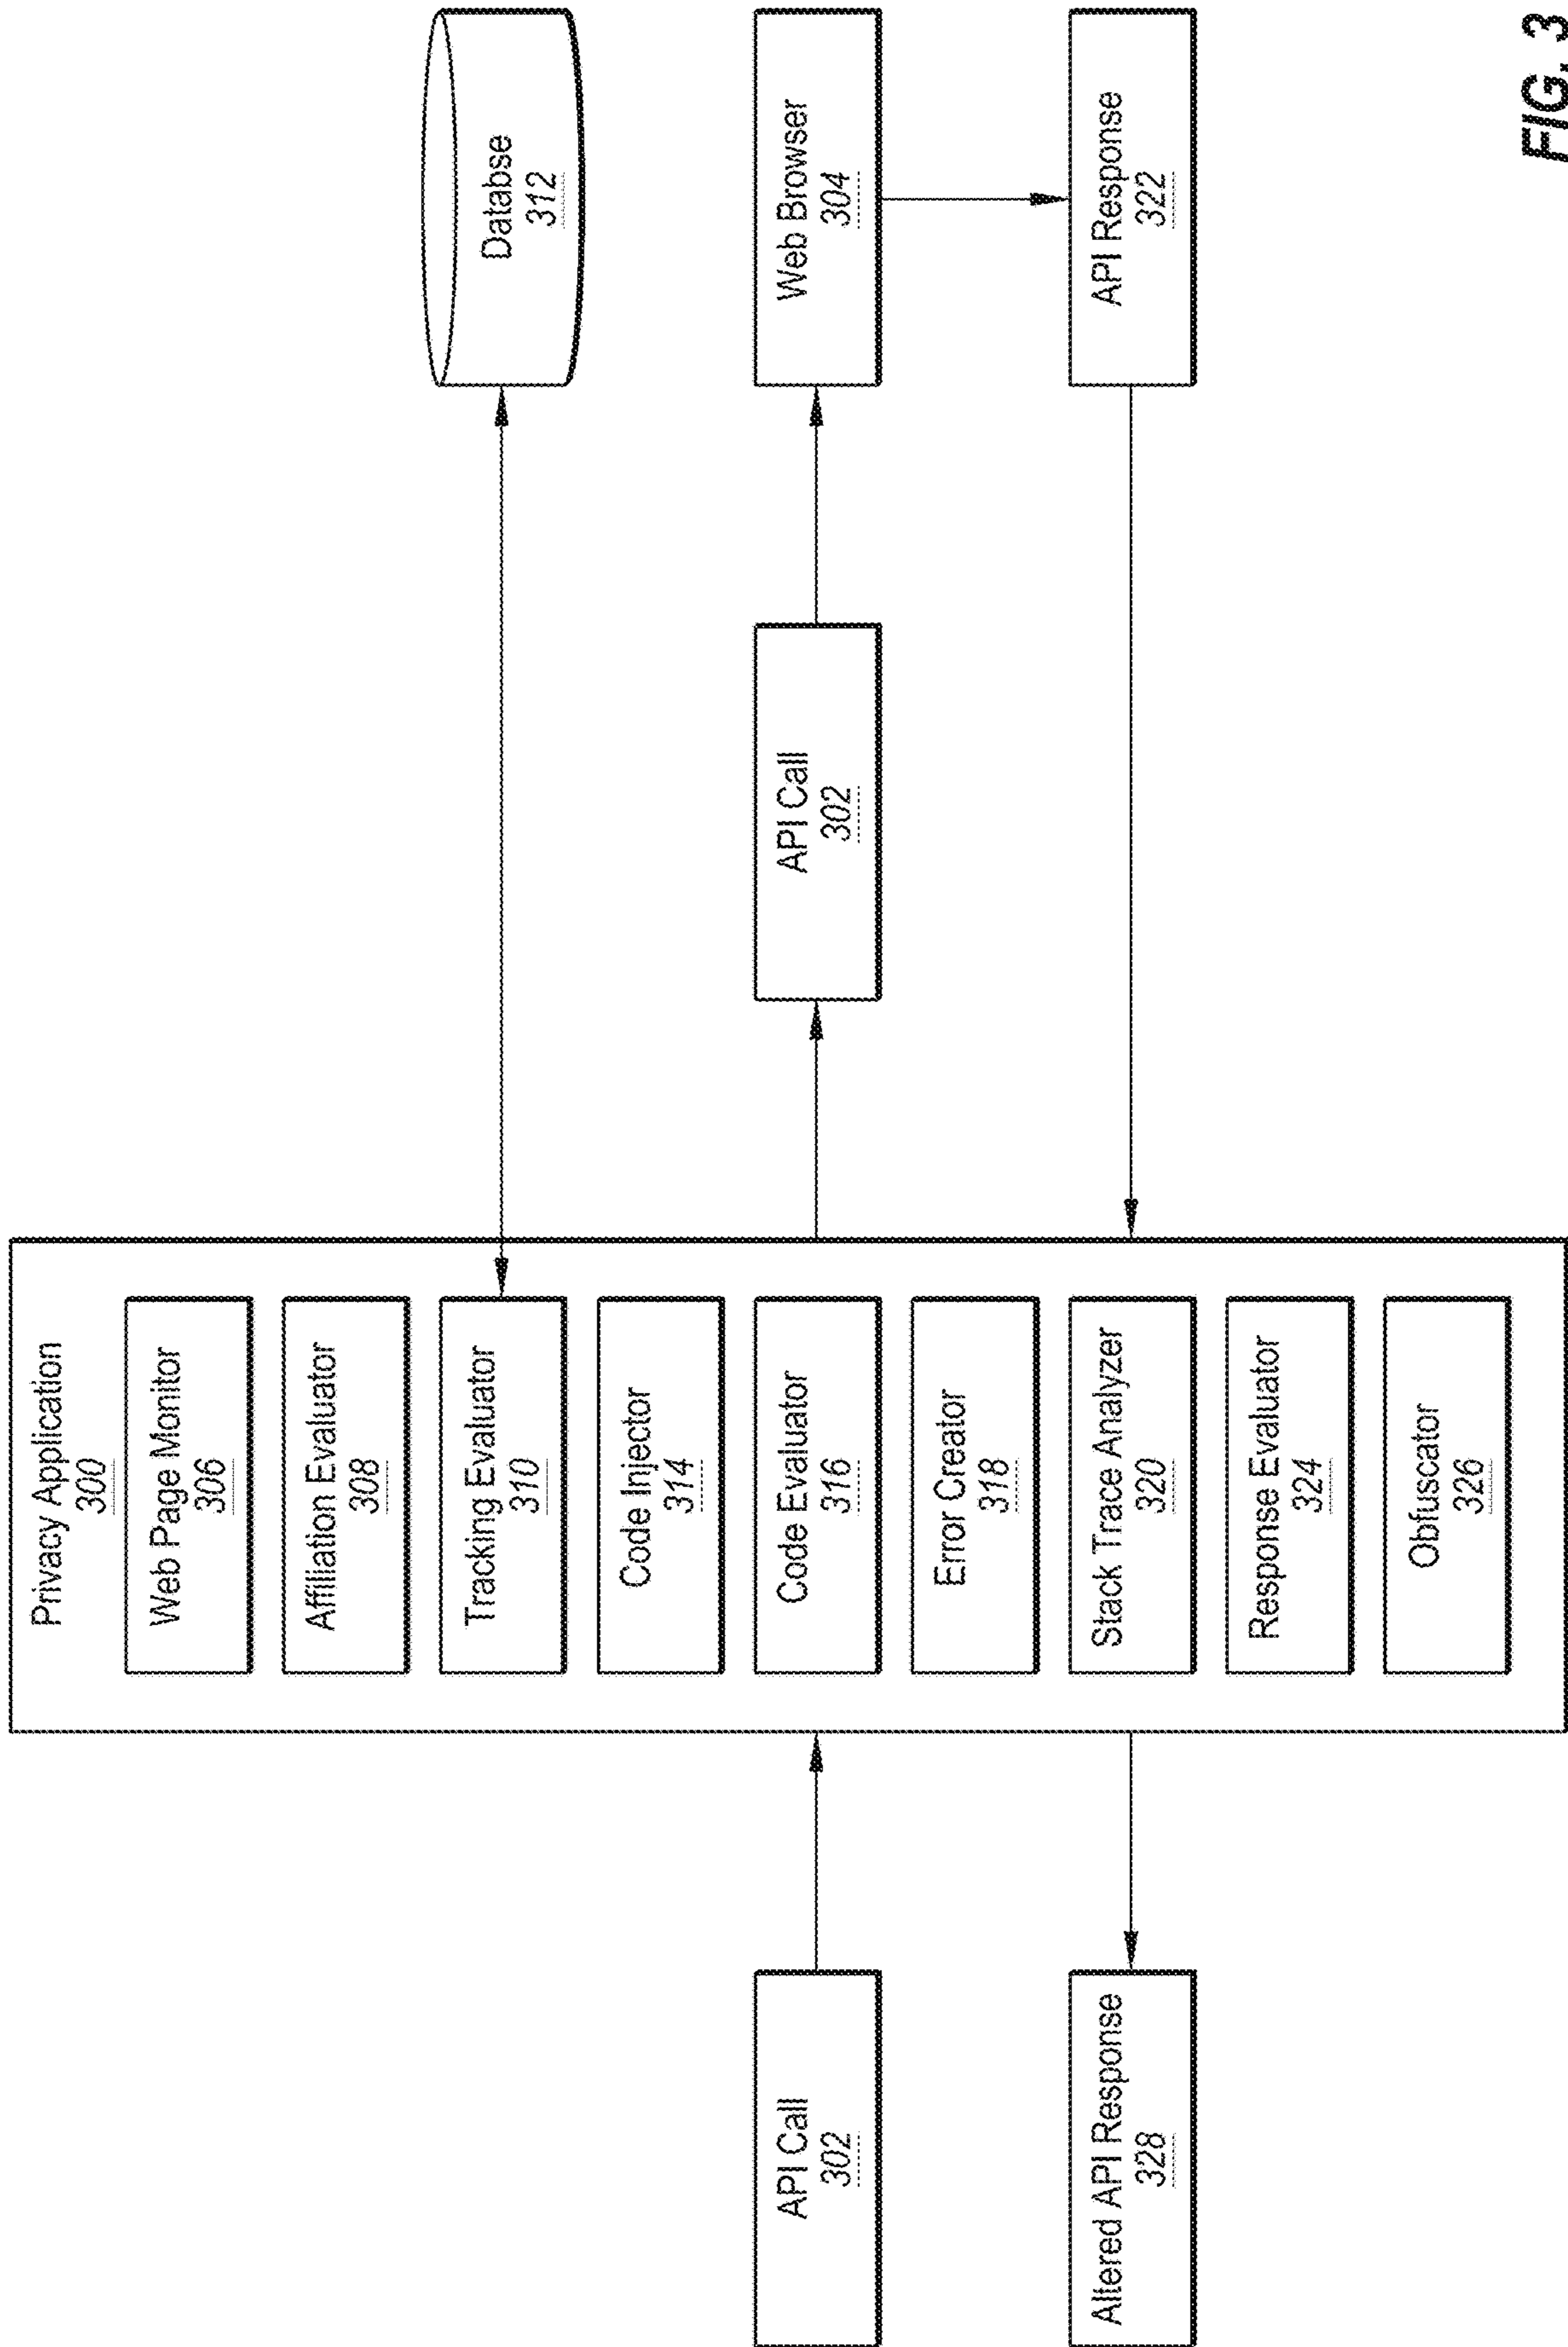 Privacy Application
300
Web Page Monitor
306
Affiliation Evaluator
308
Tracking Evaluator
310
Code Injector
314
Code Evaluator
316
Error Creator
318
Stack Trace Analyzer
320
Response Evaluator
324
Obfuscator
326
API Call
302
Altered API Response
328
Databse
312
API Call
302
Web Browser
304
API Response
322
FIG. 3